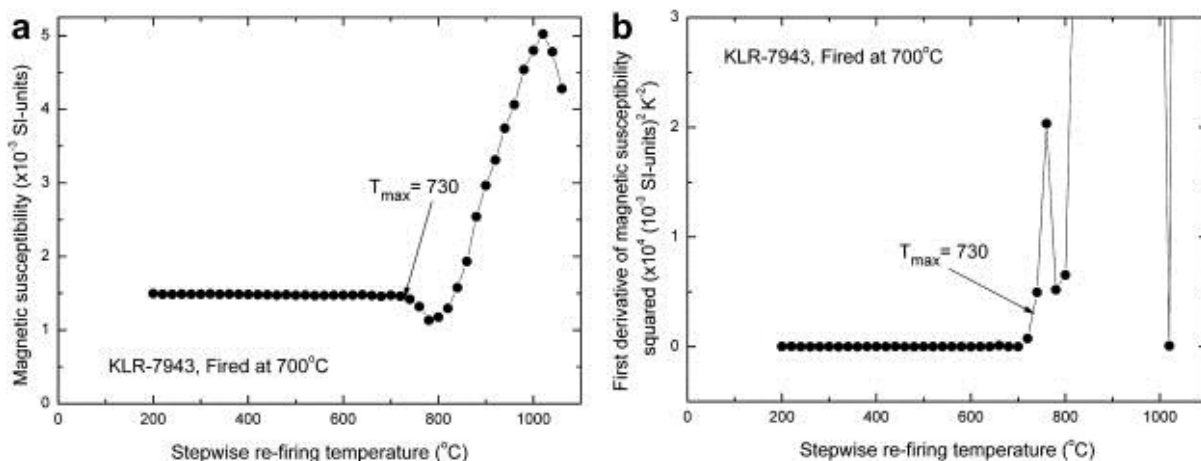 a
Magnetic susceptibility (x10⁻³ SI-units)
5
4
3
2
1
0
T_max = 730
KLR-7943, Fired at 700°C
0 200 400 600 800 1000
Stepwise re-firing temperature (°C)
b
First derivative of magnetic susceptibility
squared (x10⁴ (10⁻³ SI-units)² K⁻²)
3
2
1
0
KLR-7943, Fired at 700°C
T_max = 730
0 200 400 600 800 1000
Stepwise re-firing temperature (°C)